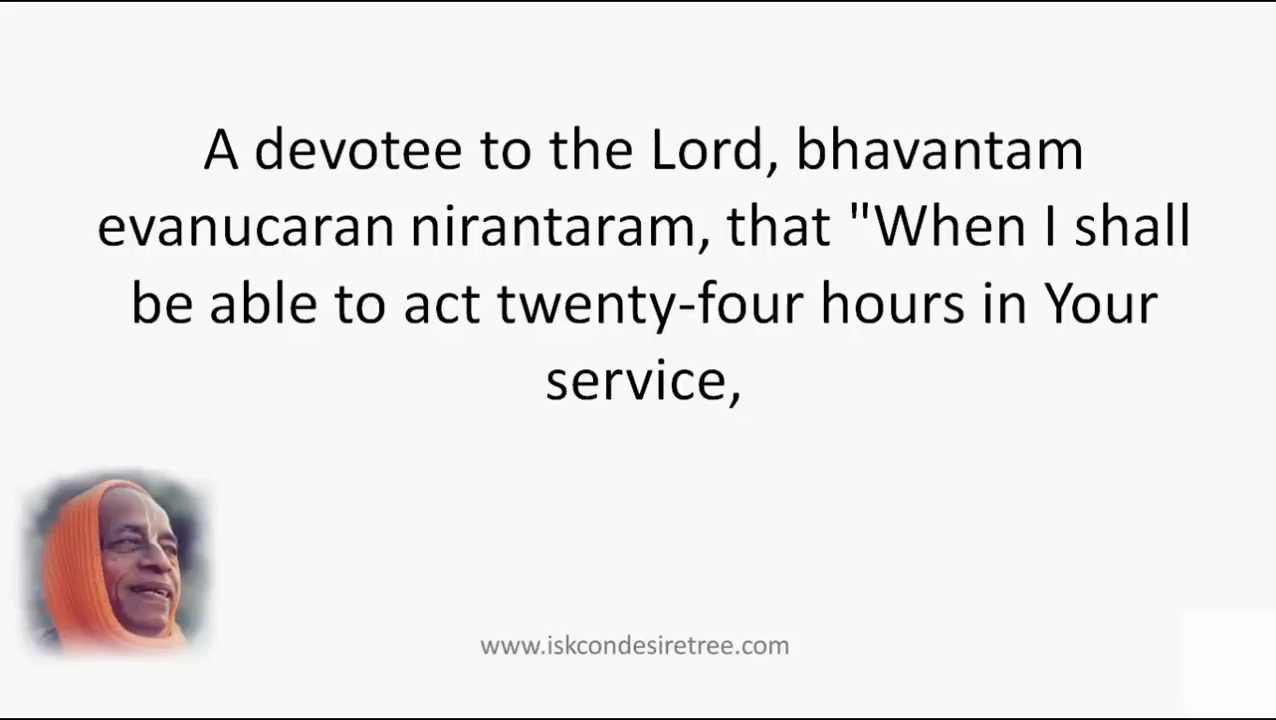 A devotee to the Lord, bhavantam
evanucaran nirantaram, that "When I shall
be able to act twenty-four hours in Your
service,
www.iskcondesiretree.com